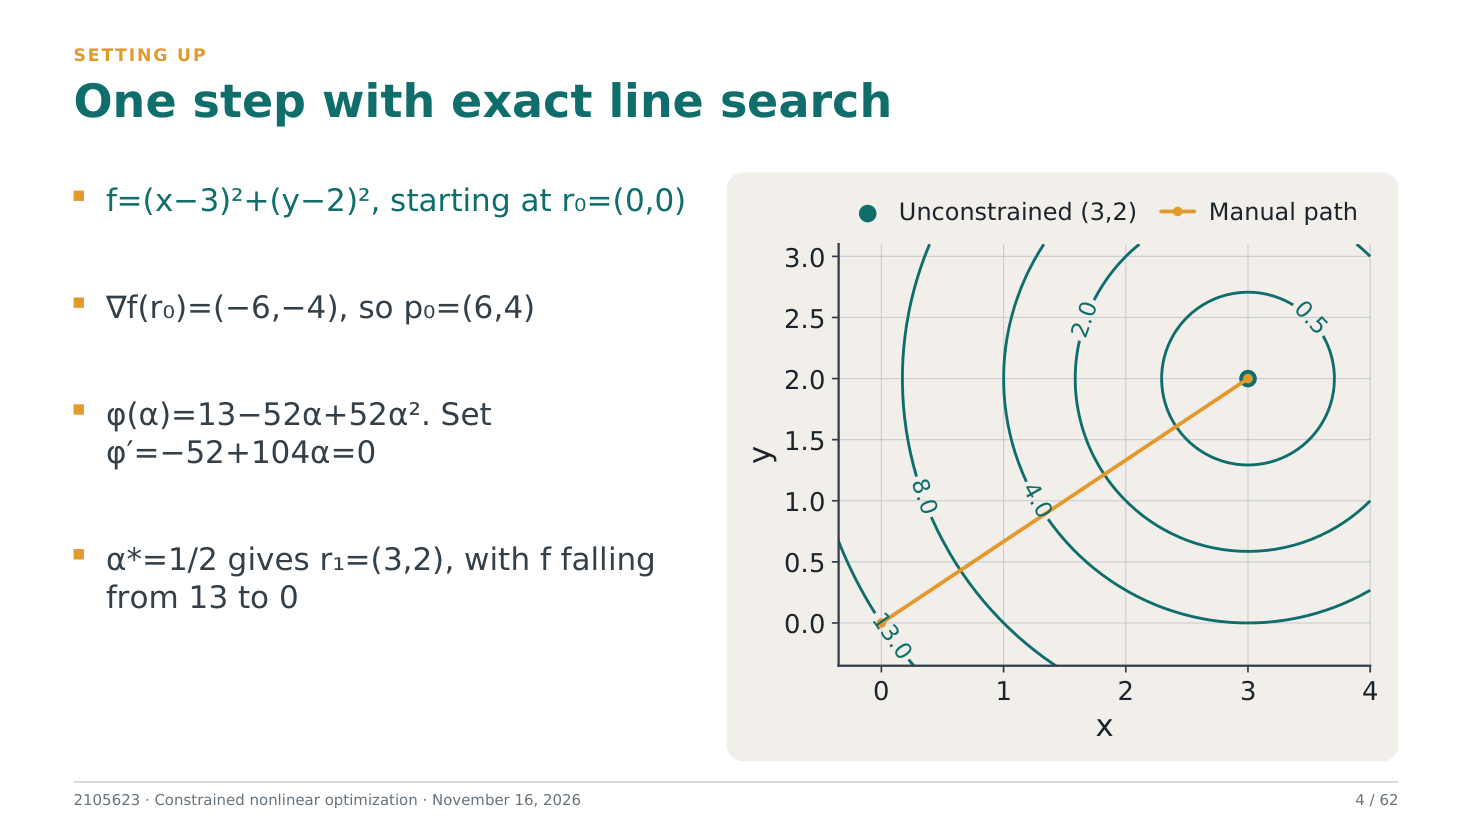 SETTING UP
One step with exact line search
f=(x−3)²+(y−2)², starting at r₀=(0,0)
∇f(r₀)=(−6,−4), so p₀=(6,4)
φ(α)=13−52α+52α². Set
φ′=−52+104α=0
α*=1/2 gives r₁=(3,2), with f falling
from 13 to 0
Unconstrained (3,2)
Manual path
3.0
2.5
2.0
1.5
1.0
0.5
0.0
y
0.5
2.0
4.0
8.0
13.0
0 1 2 3 4
x
2105623 · Constrained nonlinear optimization · November 16, 2026
4 / 62